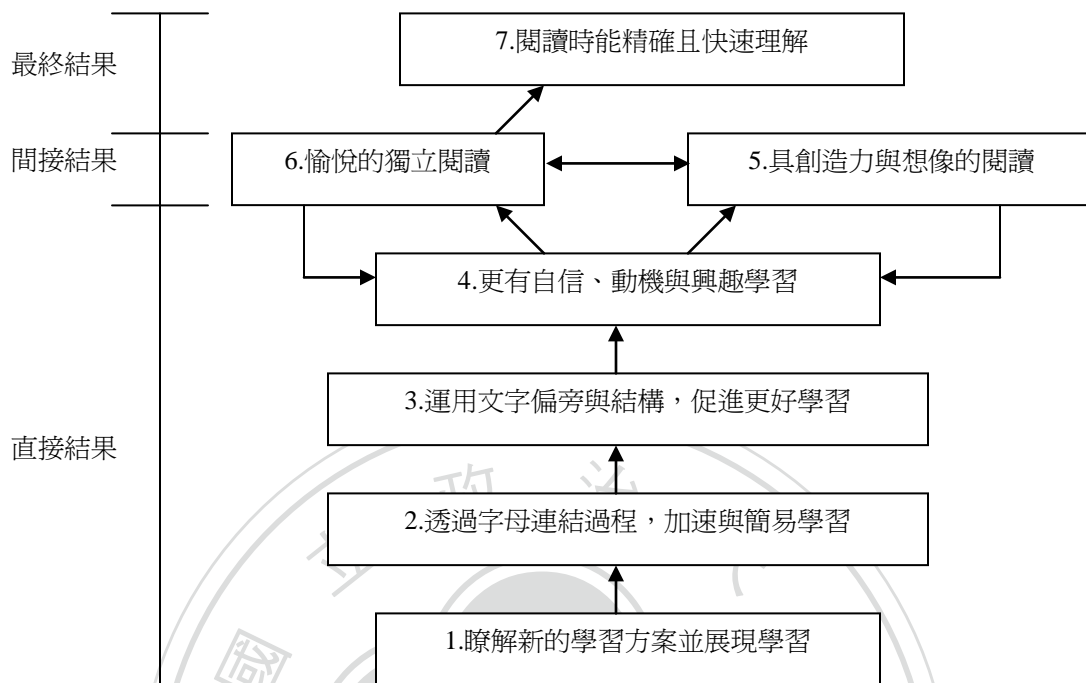 最終結果
7.閱讀時能精確且快速理解
間接結果
6.愉悅的獨立閱讀
5.具創造力與想像的閱讀
4.更有自信、動機與興趣學習
3.運用文字偏旁與結構，促進更好學習
直接結果
2.透過字母連結過程，加速與簡易學習
1.瞭解新的學習方案並展現學習
國
立
政
治